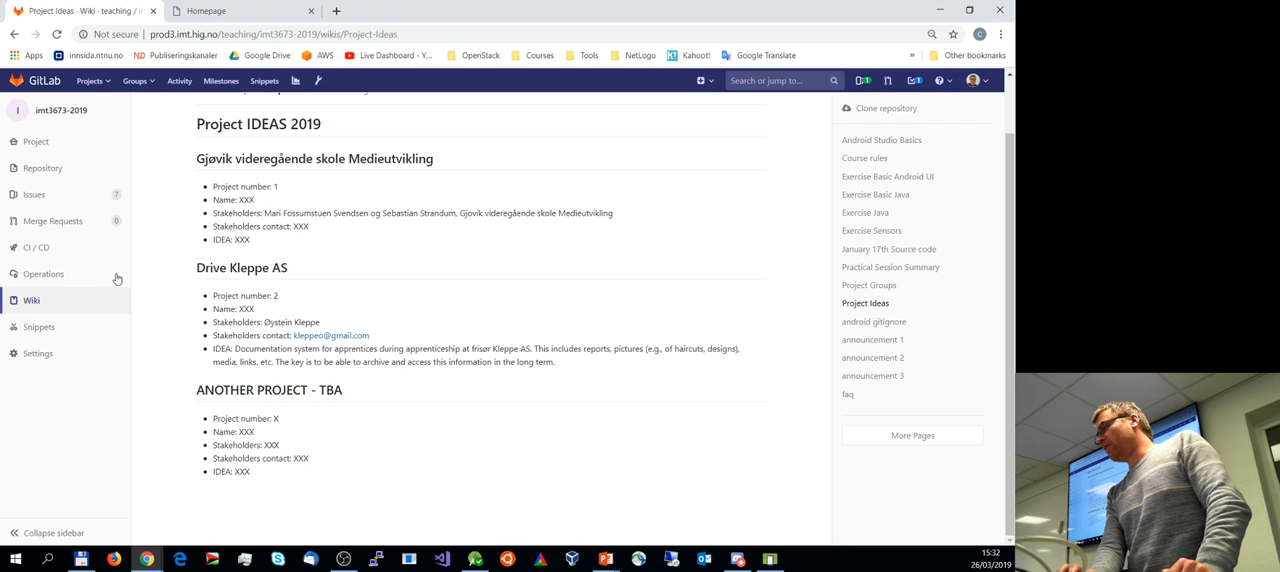 Project Ideas - Wiki - teaching / im
Homepage
Not secure
prod3.imt.hig.no/teaching/imt3673-2019/wikis/Project-Ideas
C
Apps
innsida.ntnu.no
Publiseringskanaler
Google Drive
AWS
Live Dashboard - Y...
OpenStack
Courses
Tools
NetLogo
Kahoot!
Google Translate
»
Other bookmarks
GitLab
Projects
Groups
Activity
Milestones
Snippets
Search or jump to...
1
1
I
imt3673-2019
Project
Repository
Issues
7
Merge Requests
0
CI / CD
Operations
Wiki
Snippets
Settings
Collapse sidebar
Project IDEAS 2019
Gjøvik videregående skole Medieutvikling
Project number: 1
Name: XXX
Stakeholders: Mari Fossumstuen Svendsen og Sebastian Strandum, Gjovik videregående skole Medieutvikling
Stakeholders contact: XXX
IDEA: XXX
Drive Kleppe AS
Project number: 2
Name: XXX
Stakeholders: Øystein Kleppe
Stakeholders contact: kleppeo@gmail.com
IDEA: Documentation system for apprentices during apprenticeship at frisør Kleppe AS. This includes reports, pictures (e.g., of haircuts, designs),
media, links, etc. The key is to be able to archive and access this information in the long term.
ANOTHER PROJECT - TBA
Project number: X
Name: XXX
Stakeholders: XXX
Stakeholders contact: XXX
IDEA: XXX
Clone repository
Android Studio Basics
Course rules
Exercise Basic Android UI
Exercise Basic Java
Exercise Java
Exercise Sensors
January 17th Source code
Practical Session Summary
Project Groups
Project Ideas
android gitignore
announcement 1
announcement 2
announcement 3
faq
More Pages
15:32
26/03/2019